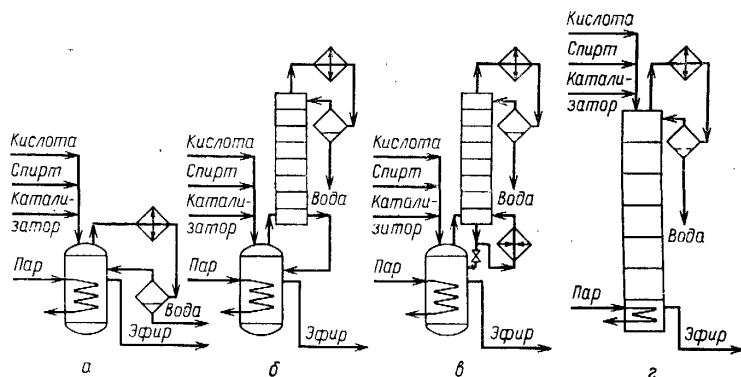 Кислота
Спирт
Катали-
затор
Пар
Вода
Эфир
а
Кислота
Спирт
Катали-
затор
Вода
Пар
Эфир
б
Кислота
Спирт
Катали-
затор
Вода
Пар
Эфир
в
Кислота
Спирт
Катали-
затор
Вода
Пар
Эфир
г